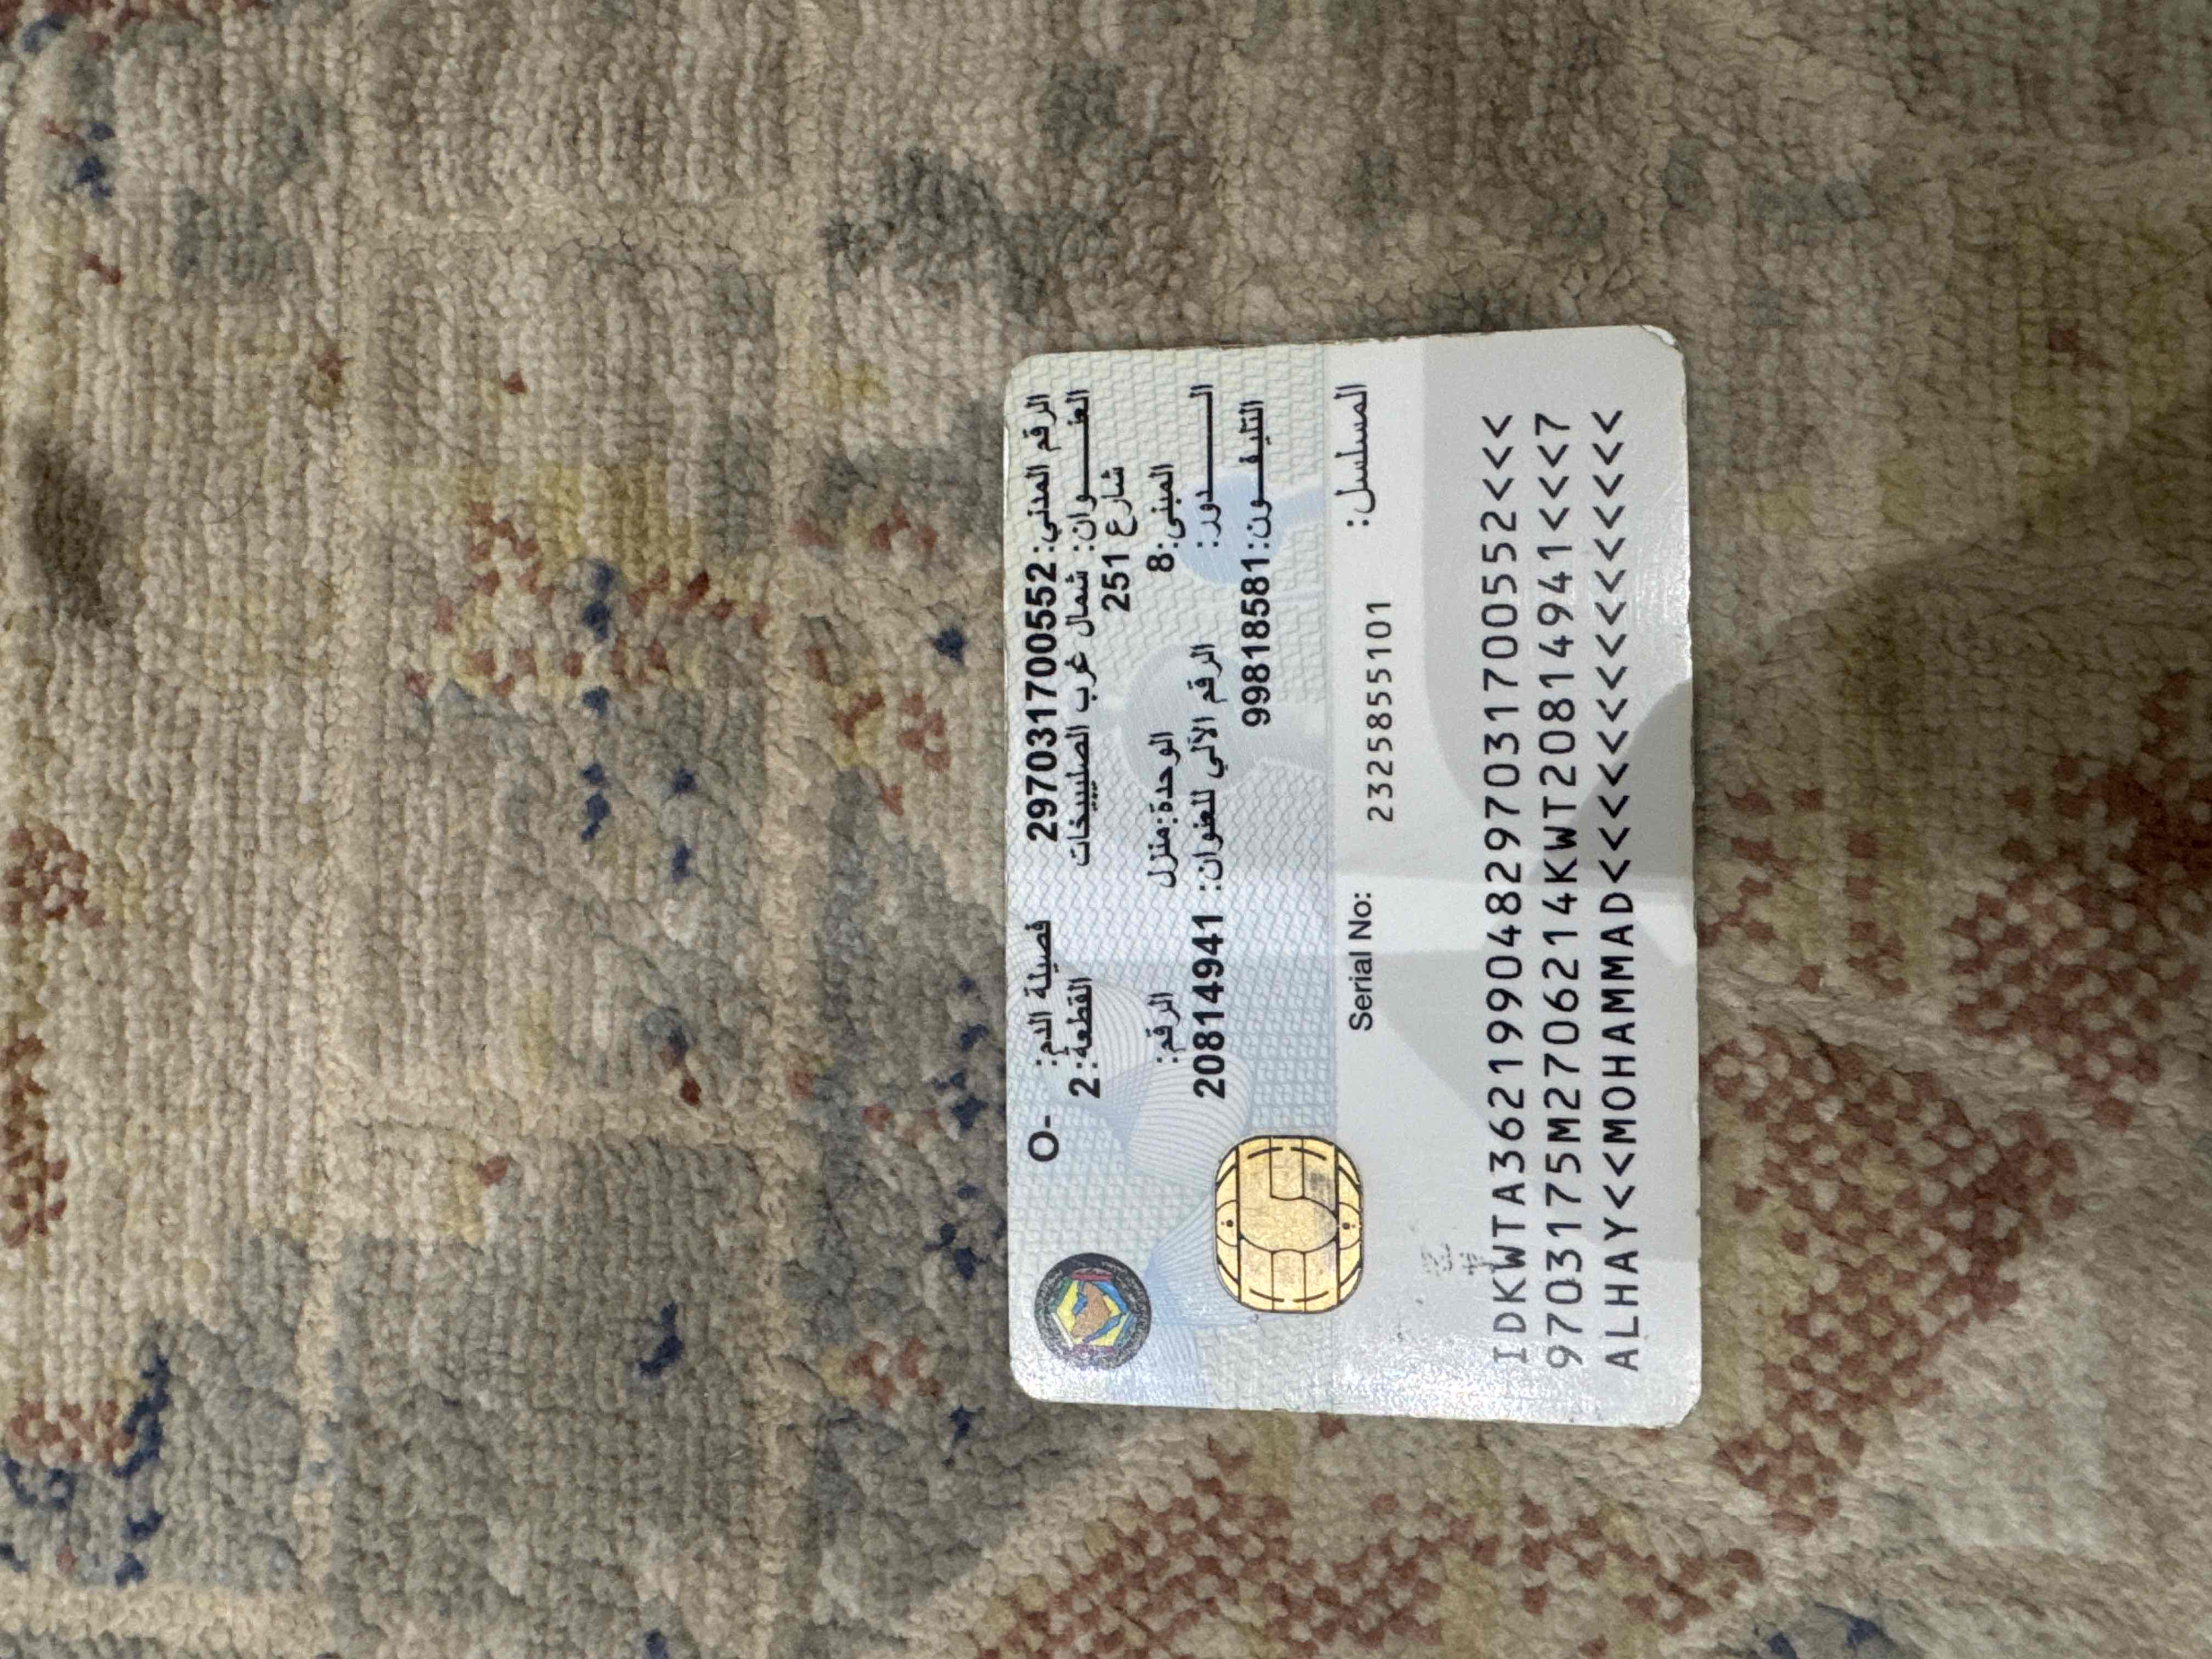 الرقم المدني: 297031700552 فصيلة الدم: O-
العنوان: شمال غرب الصليبيخات القطعة: 2
شارع 251
المبنى: 8 الوحدة: منزل الرقم:
الدور: الرقم الآلي للعنوان: 20814941
التليفون: 99818581
المسلسل: 2325855101 Serial No:
IDKWTA362199048297031700552<<<
9703175M2706214KWT20814941<<<7
ALHAY<<MOHAMMAD<<<<<<<<<<<<<<<